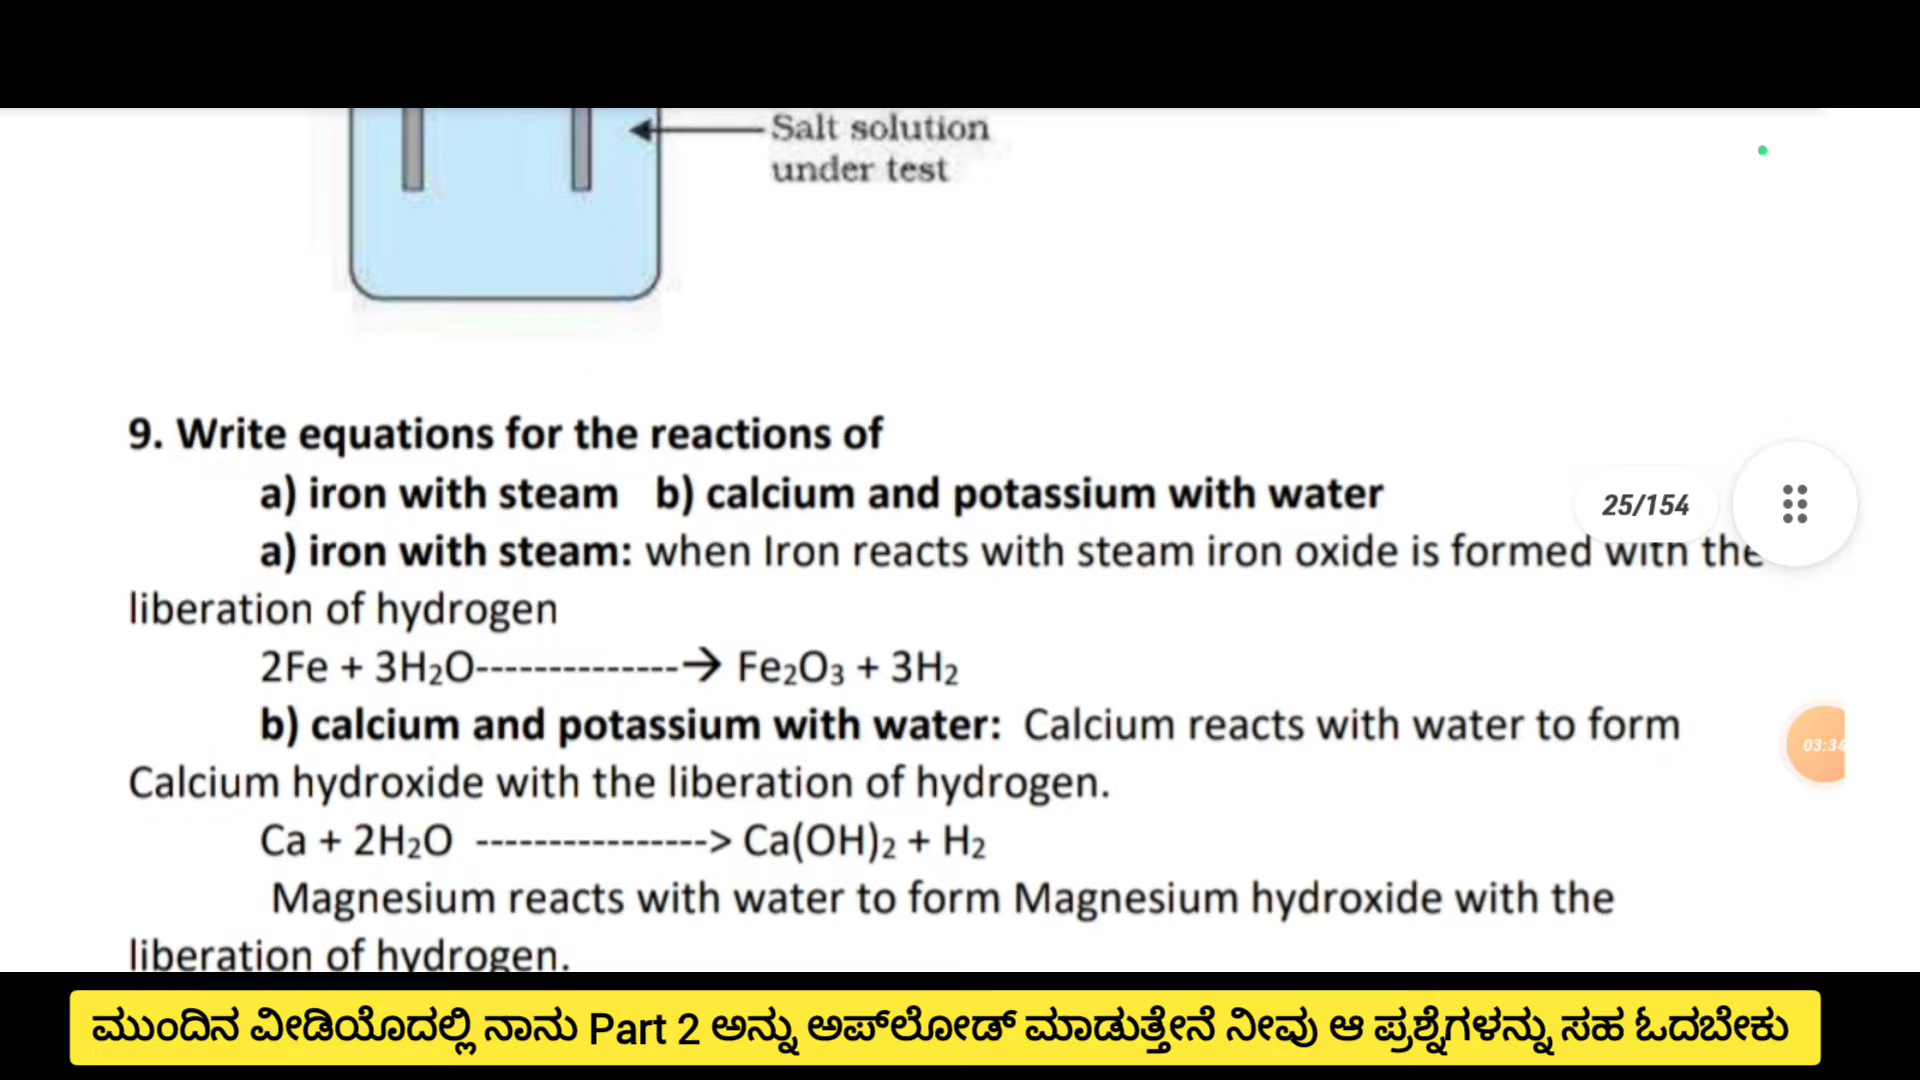 Salt solution
under test
9. Write equations for the reactions of
a) iron with steam b) calcium and potassium with water
25/154
a) iron with steam: when Iron reacts with steam iron oxide is formed with the
liberation of hydrogen
2Fe + 3H₂O--------------→ Fe₂O₃ + 3H₂
b) calcium and potassium with water: Calcium reacts with water to form
03:34
Calcium hydroxide with the liberation of hydrogen.
Ca + 2H₂O ----------------> Ca(OH)₂ + H₂
Magnesium reacts with water to form Magnesium hydroxide with the
liberation of hydrogen.
ಮುಂದಿನ ವೀಡಿಯೊದಲ್ಲಿ ನಾನು Part 2 ಅನ್ನು ಅಪ್‌ಲೋಡ್ ಮಾಡುತ್ತೇನೆ ನೀವು ಆ ಪ್ರಶ್ನೆಗಳನ್ನು ಸಹ ಓದಬೇಕು